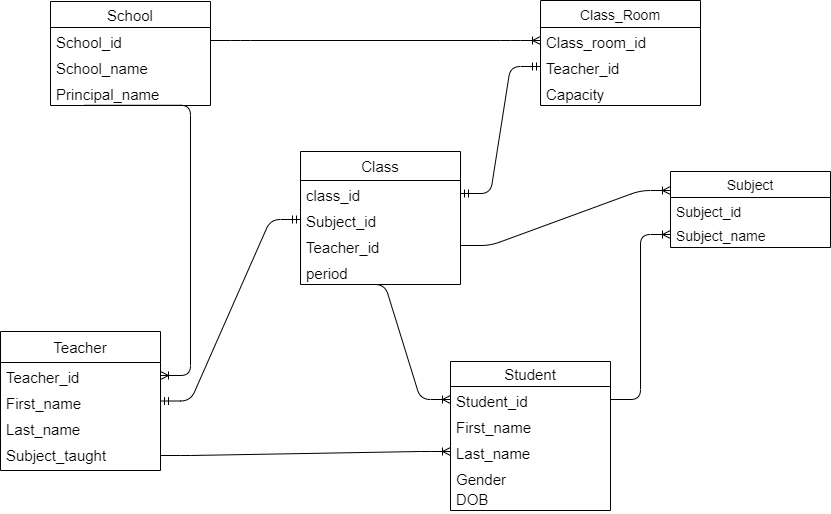 School
School_id
School_name
Principal_name
Class_Room
Class_room_id
Teacher_id
Capacity
Class
class_id
Subject_id
Teacher_id
period
Subject
Subject_id
Subject_name
Teacher
Teacher_id
First_name
Last_name
Subject_taught
Student
Student_id
First_name
Last_name
Gender
DOB